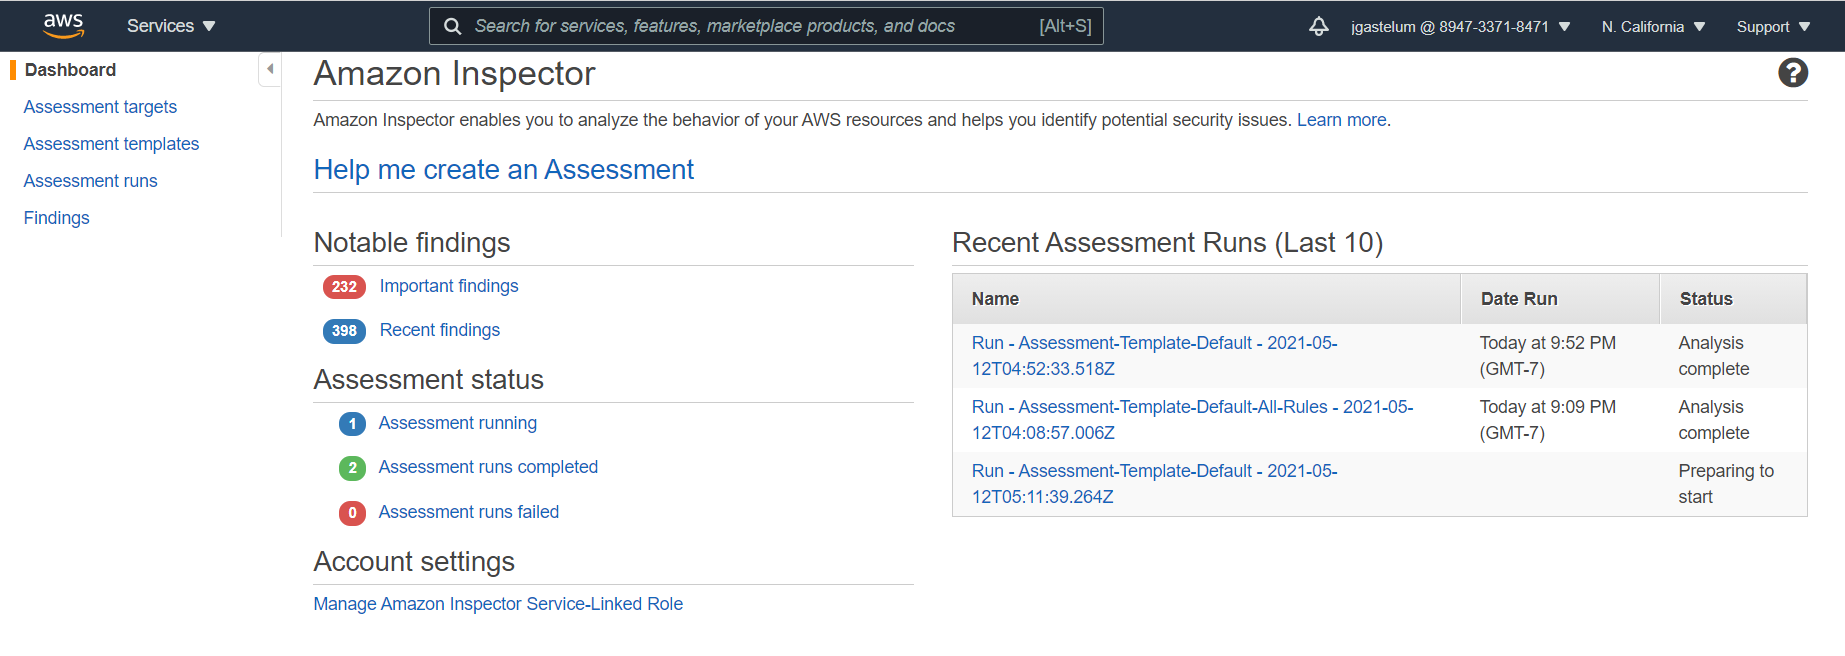 aws
Services
Search for services, features, marketplace products, and docs
[Alt+S]
jgastelum @ 8947-3371-8471
N. California
Support
Dashboard
Assessment targets
Assessment templates
Assessment runs
Findings
Amazon Inspector
?
Amazon Inspector enables you to analyze the behavior of your AWS resources and helps you identify potential security issues. Learn more.
Help me create an Assessment
Notable findings
232 Important findings
398 Recent findings
Assessment status
1 Assessment running
2 Assessment runs completed
0 Assessment runs failed
Account settings
Manage Amazon Inspector Service-Linked Role
Recent Assessment Runs (Last 10)
Name Date Run Status
Run - Assessment-Template-Default - 2021-05- Today at 9:52 PM Analysis
12T04:52:33.518Z (GMT-7) complete
Run - Assessment-Template-Default-All-Rules - 2021-05- Today at 9:09 PM Analysis
12T04:08:57.006Z (GMT-7) complete
Run - Assessment-Template-Default - 2021-05- Preparing to
12T05:11:39.264Z start